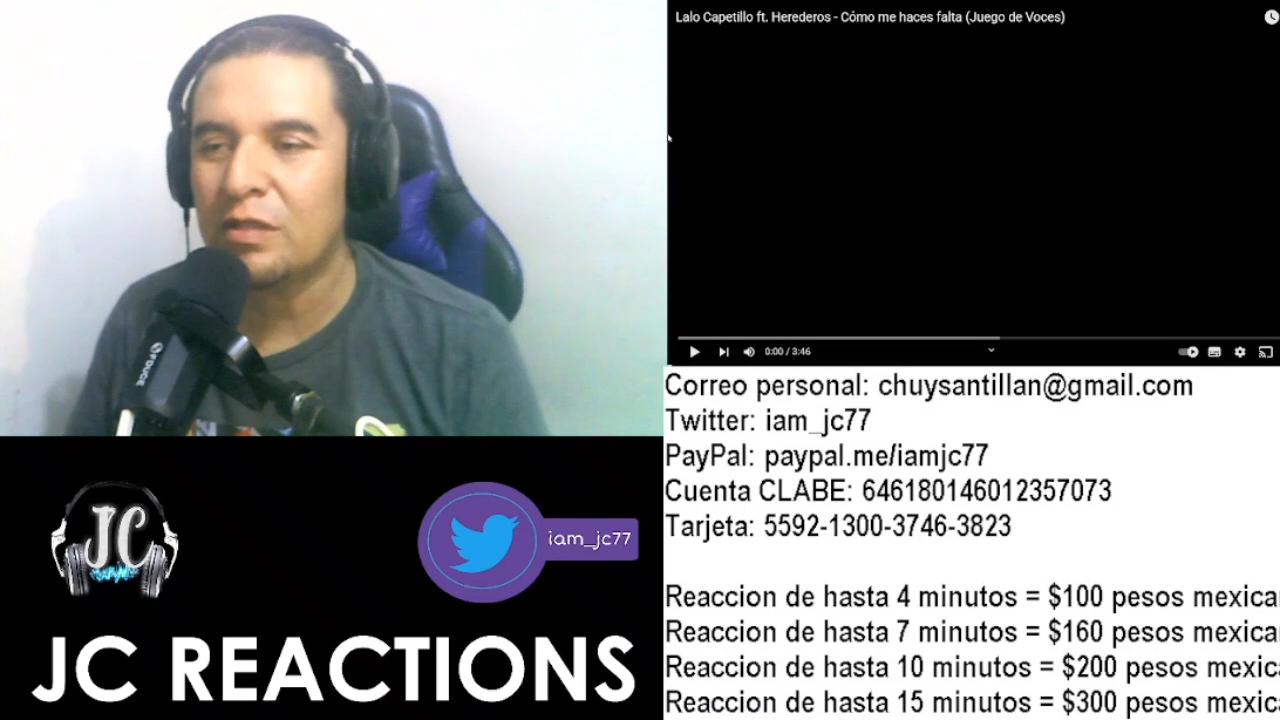 Lalo Capetillo ft. Herederos - Cómo me haces falta (Juego de Voces)
0:00 / 3:46
FDUCE
Correo personal: chuysantillan@gmail.com
Twitter: iam_jc77
PayPal: paypal.me/iamjc77
Cuenta CLABE: 646180146012357073
Tarjeta: 5592-1300-3746-3823
Reaccion de hasta 4 minutos = $100 pesos mexica
Reaccion de hasta 7 minutos = $160 pesos mexica
Reaccion de hasta 10 minutos = $200 pesos mexic
Reaccion de hasta 15 minutos = $300 pesos mexic
JC
iam_jc77
JC REACTIONS